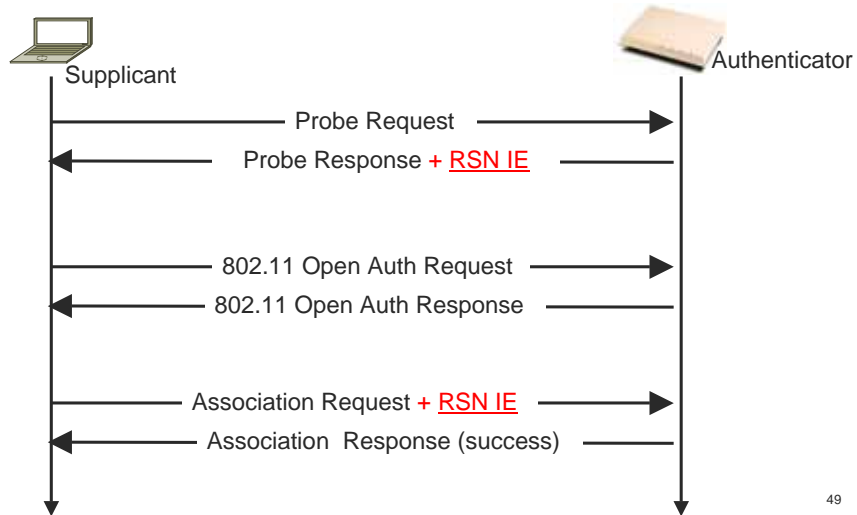 Supplicant
Authenticator
Probe Request
Probe Response + RSN IE
802.11 Open Auth Request
802.11 Open Auth Response
Association Request + RSN IE
Association Response (success)
49